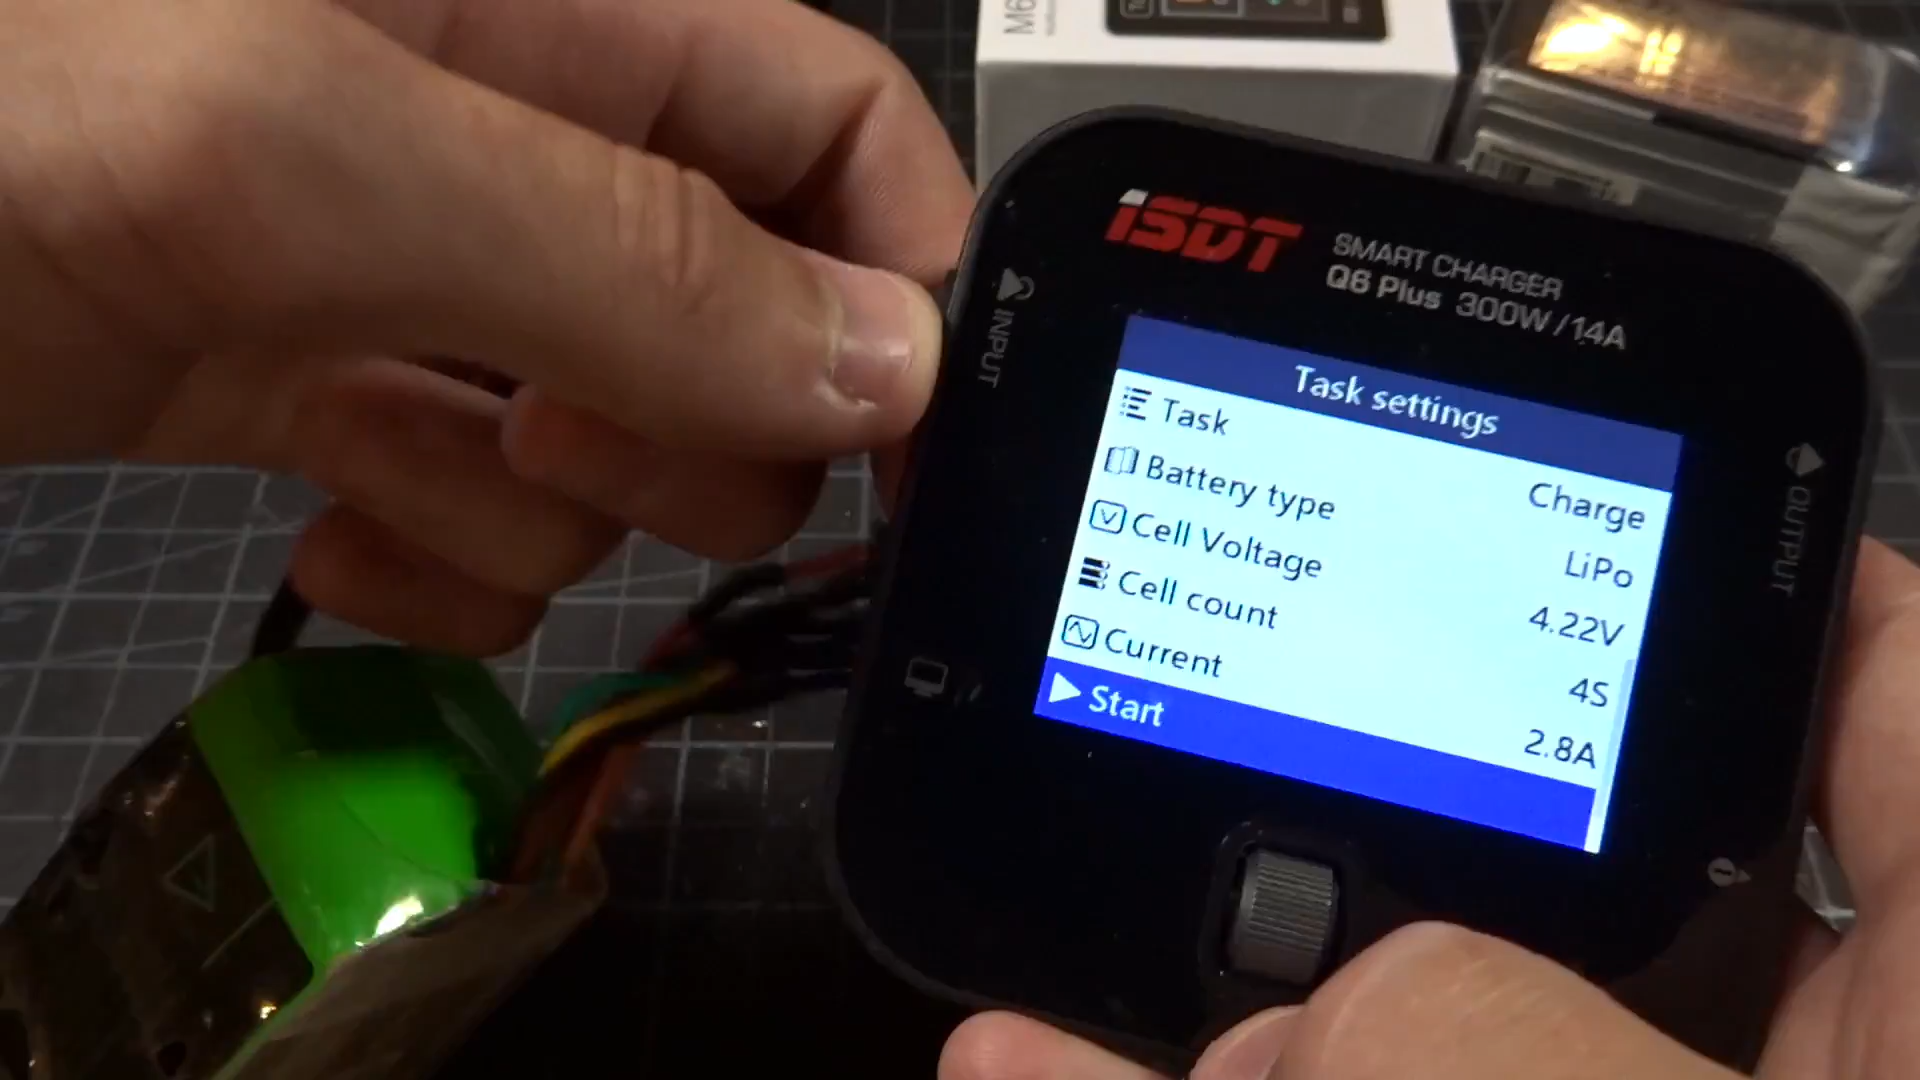 M6
iSDT
SMART CHARGER
Q6 Plus 300W/14A
INPUT
OUTPUT
Task settings
Task Charge
Battery type LiPo
Cell Voltage 4.22V
Cell count 4S
Current 2.8A
Start